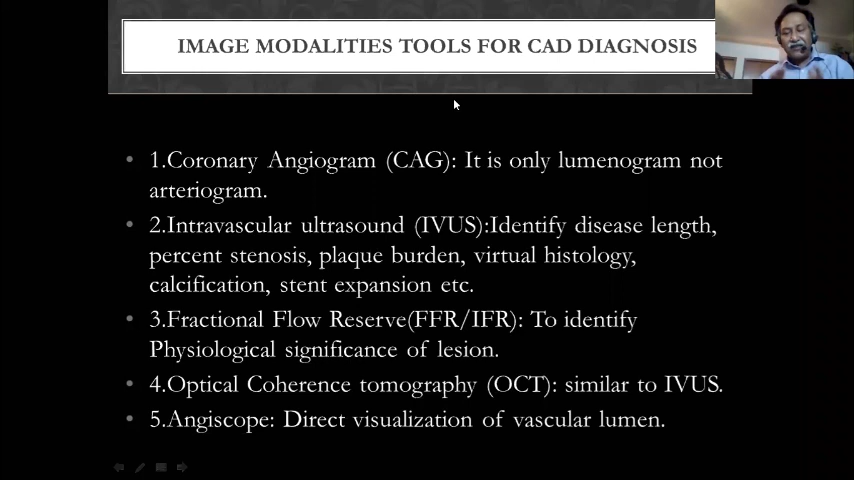 IMAGE MODALITIES TOOLS FOR CAD DIAGNOSIS
• 1.Coronary Angiogram (CAG): It is only lumenogram not
arteriogram.
• 2.Intravascular ultrasound (IVUS):Identify disease length,
percent stenosis, plaque burden, virtual histology,
calcification, stent expansion etc.
• 3.Fractional Flow Reserve(FFR/IFR): To identify
Physiological significance of lesion.
• 4.Optical Coherence tomography (OCT): similar to IVUS.
• 5.Angiscope: Direct visualization of vascular lumen.